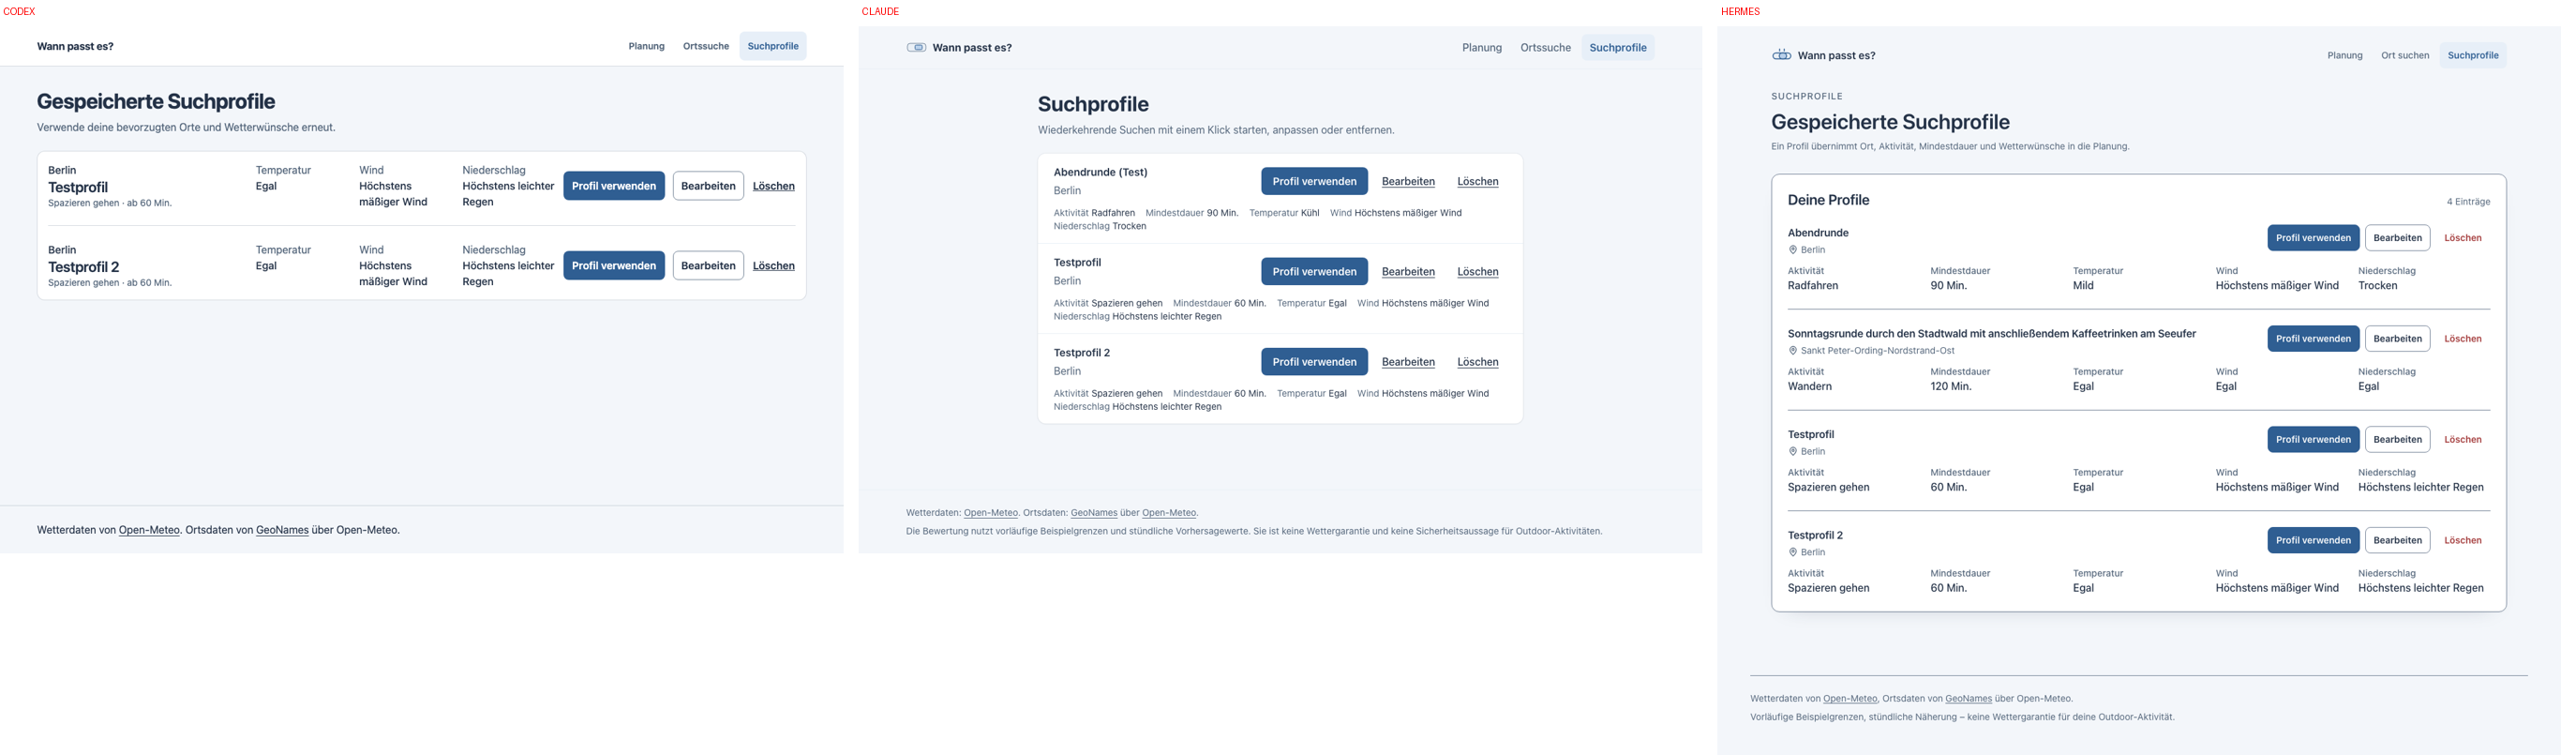 CODEX
Wann passt es?
Planung Ortssuche Suchprofile
Gespeicherte Suchprofile
Verwende deine bevorzugten Orte und Wetterwünsche erneut.
Berlin
Testprofil
Spazieren gehen · ab 60 Min.
Temperatur
Egal
Wind
Höchstens
mäßiger Wind
Niederschlag
Höchstens leichter
Regen
Profil verwenden Bearbeiten Löschen
Berlin
Testprofil 2
Spazieren gehen · ab 60 Min.
Temperatur
Egal
Wind
Höchstens
mäßiger Wind
Niederschlag
Höchstens leichter
Regen
Profil verwenden Bearbeiten Löschen
Wetterdaten von Open-Meteo. Ortsdaten von GeoNames über Open-Meteo.
CLAUDE
Wann passt es?
Planung Ortssuche Suchprofile
Suchprofile
Wiederkehrende Suchen mit einem Klick starten, anpassen oder entfernen.
Abendrunde (Test)
Berlin
Profil verwenden Bearbeiten Löschen
Aktivität Radfahren Mindestdauer 90 Min. Temperatur Kühl Wind Höchstens mäßiger Wind
Niederschlag Trocken
Testprofil
Berlin
Profil verwenden Bearbeiten Löschen
Aktivität Spazieren gehen Mindestdauer 60 Min. Temperatur Egal Wind Höchstens mäßiger Wind
Niederschlag Höchstens leichter Regen
Testprofil 2
Berlin
Profil verwenden Bearbeiten Löschen
Aktivität Spazieren gehen Mindestdauer 60 Min. Temperatur Egal Wind Höchstens mäßiger Wind
Niederschlag Höchstens leichter Regen
Wetterdaten: Open-Meteo. Ortsdaten: GeoNames über Open-Meteo.
Die Bewertung nutzt vorläufige Beispielgrenzen und stündliche Vorhersagewerte. Sie ist keine Wettergarantie und keine Sicherheitsaussage für Outdoor-Aktivitäten.
HERMES
Wann passt es?
Planung Ort suchen Suchprofile
SUCHPROFILE
Gespeicherte Suchprofile
Ein Profil übernimmt Ort, Aktivität, Mindestdauer und Wetterwünsche in die Planung.
Deine Profile 4 Einträge
Abendrunde
Berlin
Profil verwenden Bearbeiten Löschen
Aktivität Mindestdauer Temperatur Wind Niederschlag
Radfahren 90 Min. Mild Höchstens mäßiger Wind Trocken
Sonntagsrunde durch den Stadtwald mit anschließendem Kaffeetrinken am Seeufer
Sankt Peter-Ording-Nordstrand-Ost
Profil verwenden Bearbeiten Löschen
Aktivität Mindestdauer Temperatur Wind Niederschlag
Wandern 120 Min. Egal Egal Egal
Testprofil
Berlin
Profil verwenden Bearbeiten Löschen
Aktivität Mindestdauer Temperatur Wind Niederschlag
Spazieren gehen 60 Min. Egal Höchstens mäßiger Wind Höchstens leichter Regen
Testprofil 2
Berlin
Profil verwenden Bearbeiten Löschen
Aktivität Mindestdauer Temperatur Wind Niederschlag
Spazieren gehen 60 Min. Egal Höchstens mäßiger Wind Höchstens leichter Regen
Wetterdaten von Open-Meteo, Ortsdaten von GeoNames über Open-Meteo.
Vorläufige Beispielgrenzen, stündliche Näherung – keine Wettergarantie für deine Outdoor-Aktivität.